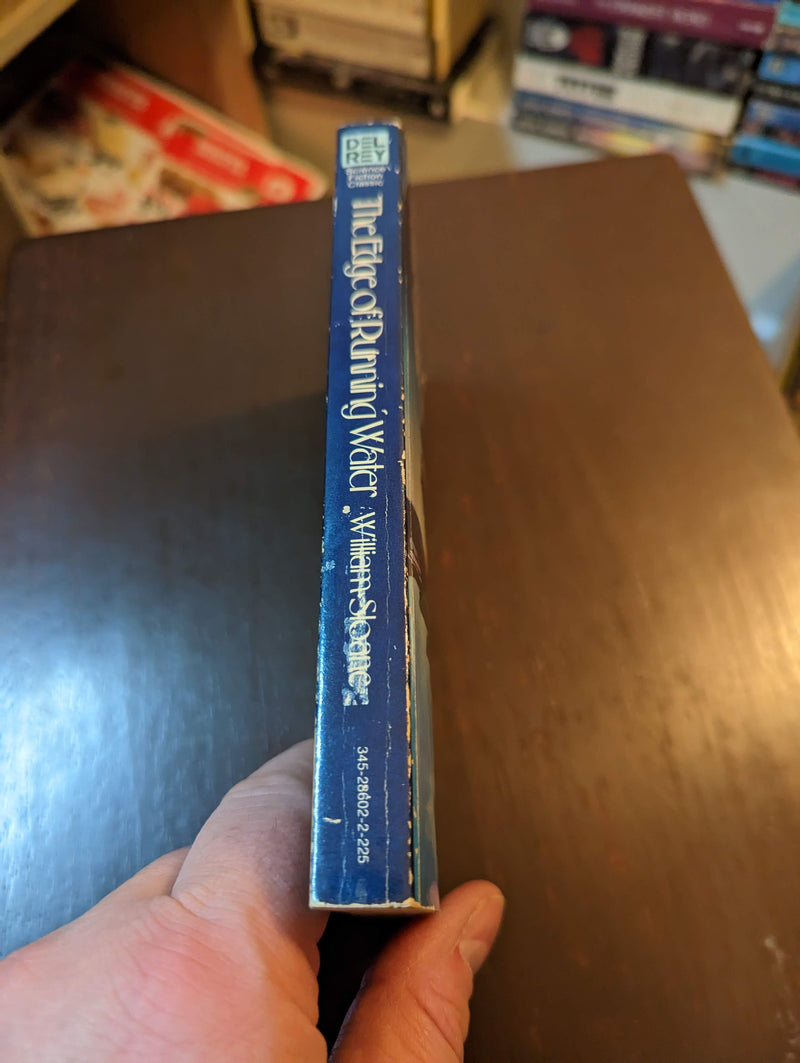 DEL
REY
Science
Fiction
Classic
The Edge of Running Water William Sloane
345-28602-2-225